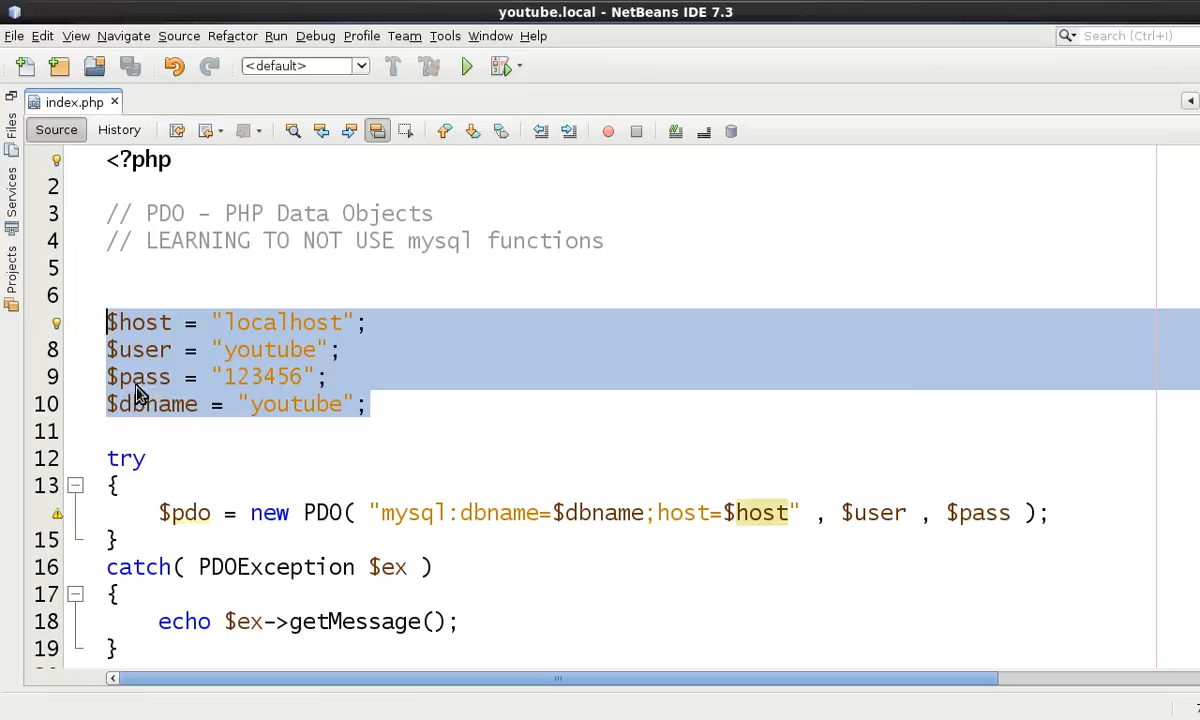 youtube.local - NetBeans IDE 7.3
File Edit View Navigate Source Refactor Run Debug Profile Team Tools Window Help Search (Ctrl+I)
<default>
index.php
Source History
Files
Services
Projects
<?php
2
3 // PDO - PHP Data Objects
4 // LEARNING TO NOT USE mysql functions
5
6
$host = "localhost";
8 $user = "youtube";
9 $pass = "123456";
10 $dbname = "youtube";
11
12 try
13 {
$pdo = new PDO( "mysql:dbname=$dbname;host=$host" , $user , $pass );
15 }
16 catch( PDOException $ex )
17 {
18 echo $ex->getMessage();
19 }